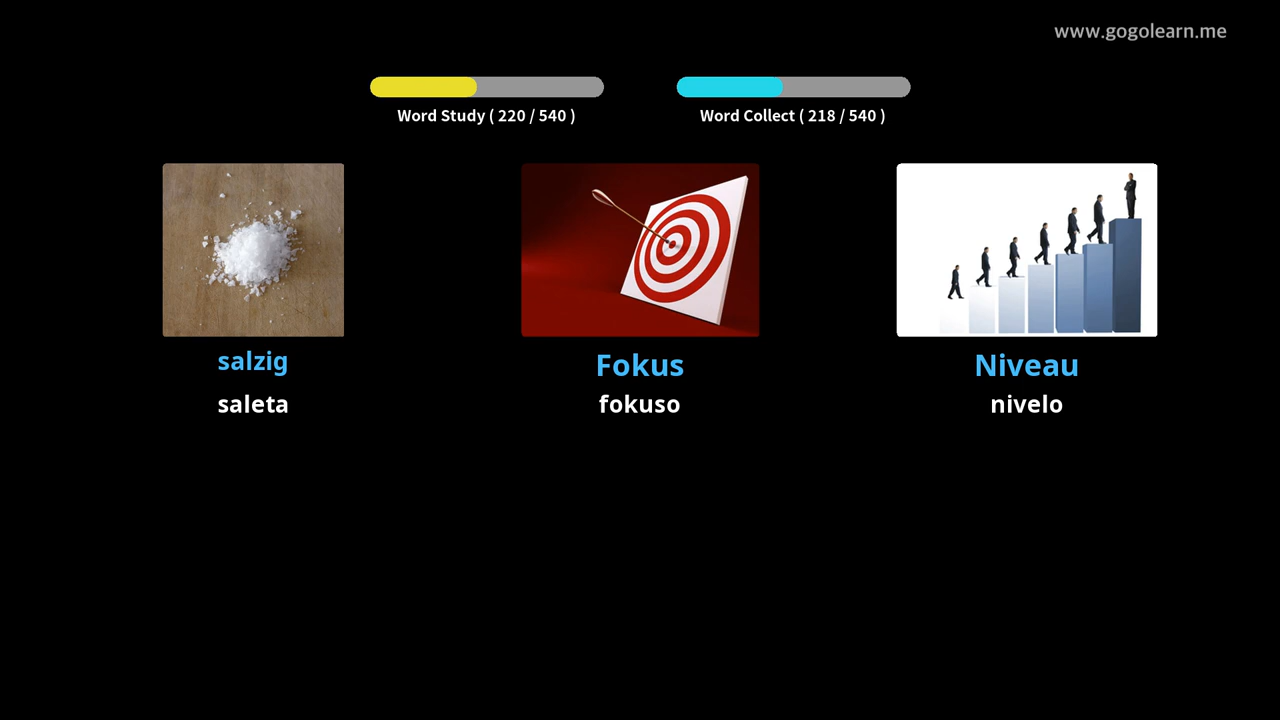 www.gogolearn.me
Word Study ( 220 / 540 )
Word Collect ( 218 / 540 )
salzig
saleta
Fokus
fokuso
Niveau
nivelo